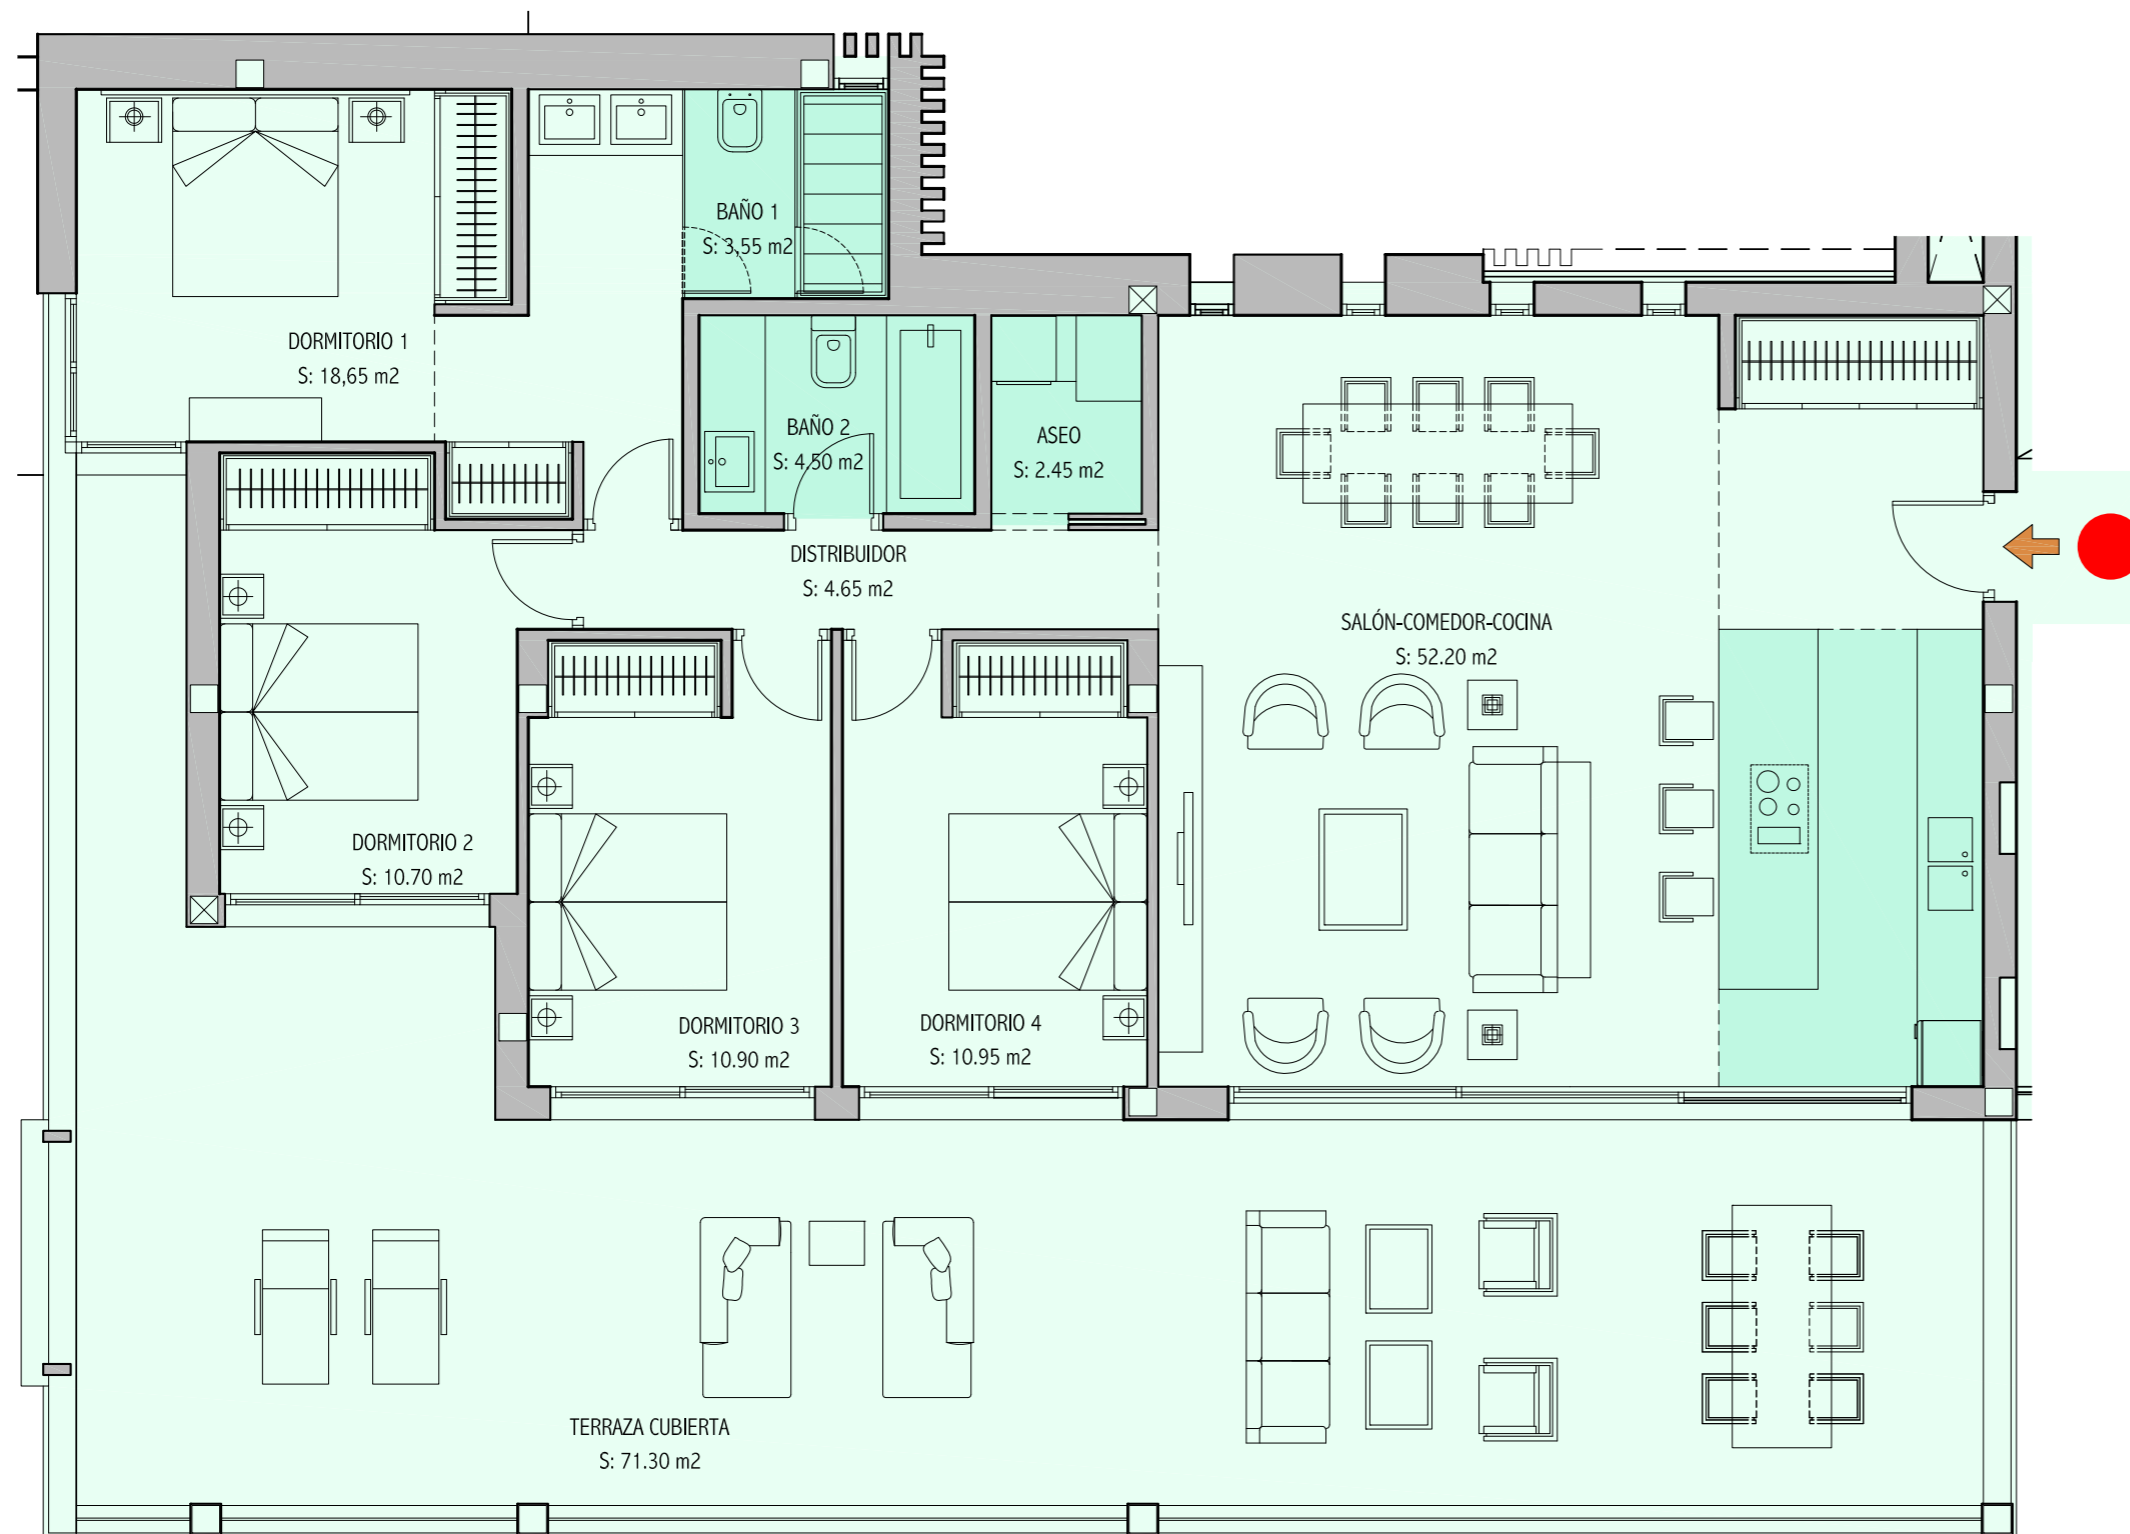 BAÑO 1
S: 3,55 m2
DORMITORIO 1
S: 18,65 m2
BAÑO 2
S: 4.50 m2
ASEO
S: 2.45 m2
DISTRIBUIDOR
S: 4.65 m2
SALÓN-COMEDOR-COCINA
S: 52.20 m2
DORMITORIO 2
S: 10.70 m2
DORMITORIO 3
S: 10.90 m2
DORMITORIO 4
S: 10.95 m2
TERRAZA CUBIERTA
S: 71.30 m2